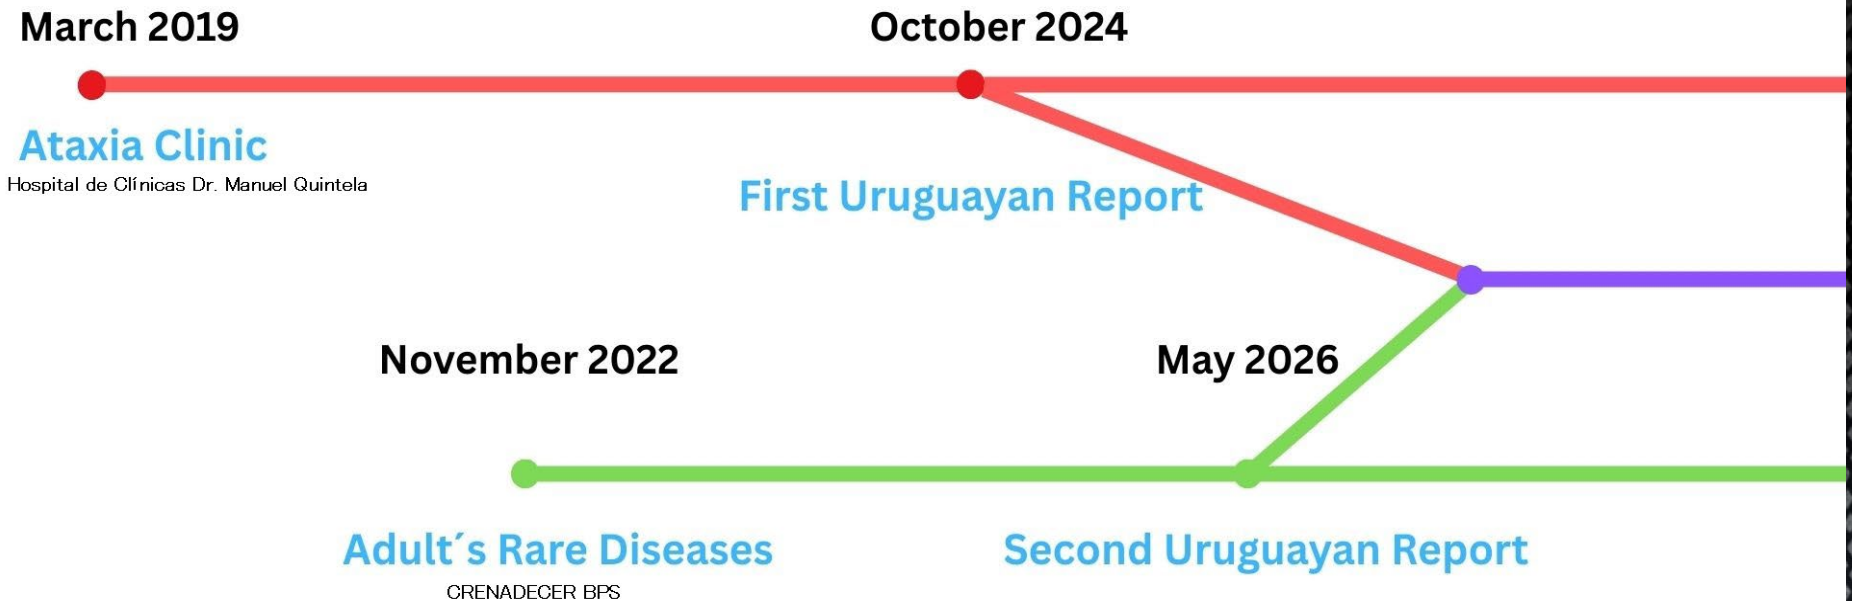 March 2019
October 2024
Ataxia Clinic
Hospital de Clínicas Dr. Manuel Quintela
First Uruguayan Report
November 2022
May 2026
Adult´s Rare Diseases
Second Uruguayan Report
CRENADECER BPS